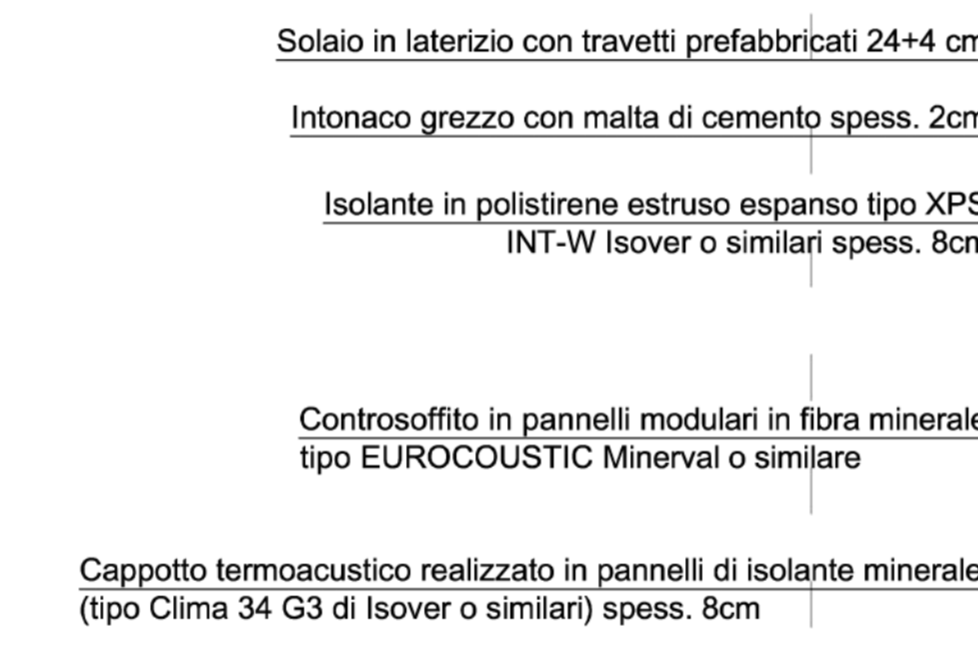 Solaio in laterizio con travetti prefabbricati 24+4 cm
Intonaco grezzo con malta di cemento spess. 2cm
Isolante in polistirene estruso espanso tipo XPS
INT-W Isover o similari spess. 8cm
Controsoffito in pannelli modulari in fibra minerale
tipo EUROCOUSTIC Minerval o similare
Cappotto termoacustico realizzato in pannelli di isolante minerale
(tipo Clima 34 G3 di Isover o similari) spess. 8cm